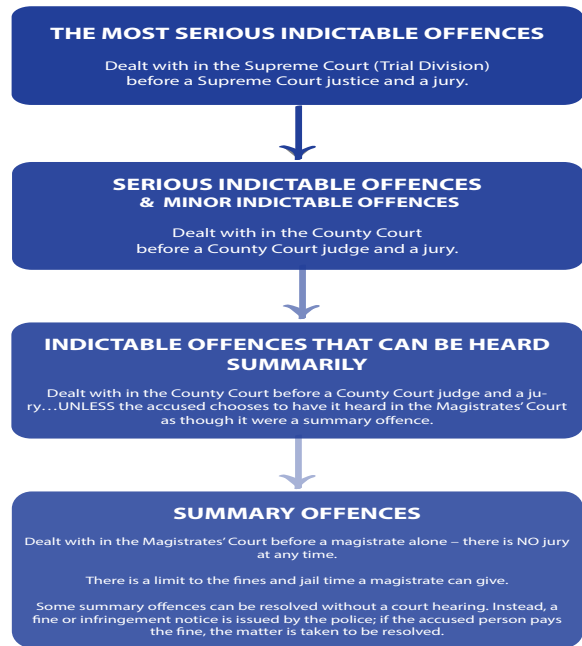 THE MOST SERIOUS INDICTABLE OFFENCES
Dealt with in the Supreme Court (Trial Division)
before a Supreme Court justice and a jury.
SERIOUS INDICTABLE OFFENCES
& MINOR INDICTABLE OFFENCES
Dealt with in the County Court
before a County Court judge and a jury.
INDICTABLE OFFENCES THAT CAN BE HEARD
SUMMARILY
Dealt with in the County Court before a County Court judge and a ju-
ry…UNLESS the accused chooses to have it heard in the Magistrates’ Court
as though it were a summary offence.
SUMMARY OFFENCES
Dealt with in the Magistrates’ Court before a magistrate alone – there is NO jury
at any time.
There is a limit to the fines and jail time a magistrate can give.
Some summary offences can be resolved without a court hearing. Instead, a
fine or infringement notice is issued by the police; if the accused person pays
the fine, the matter is taken to be resolved.